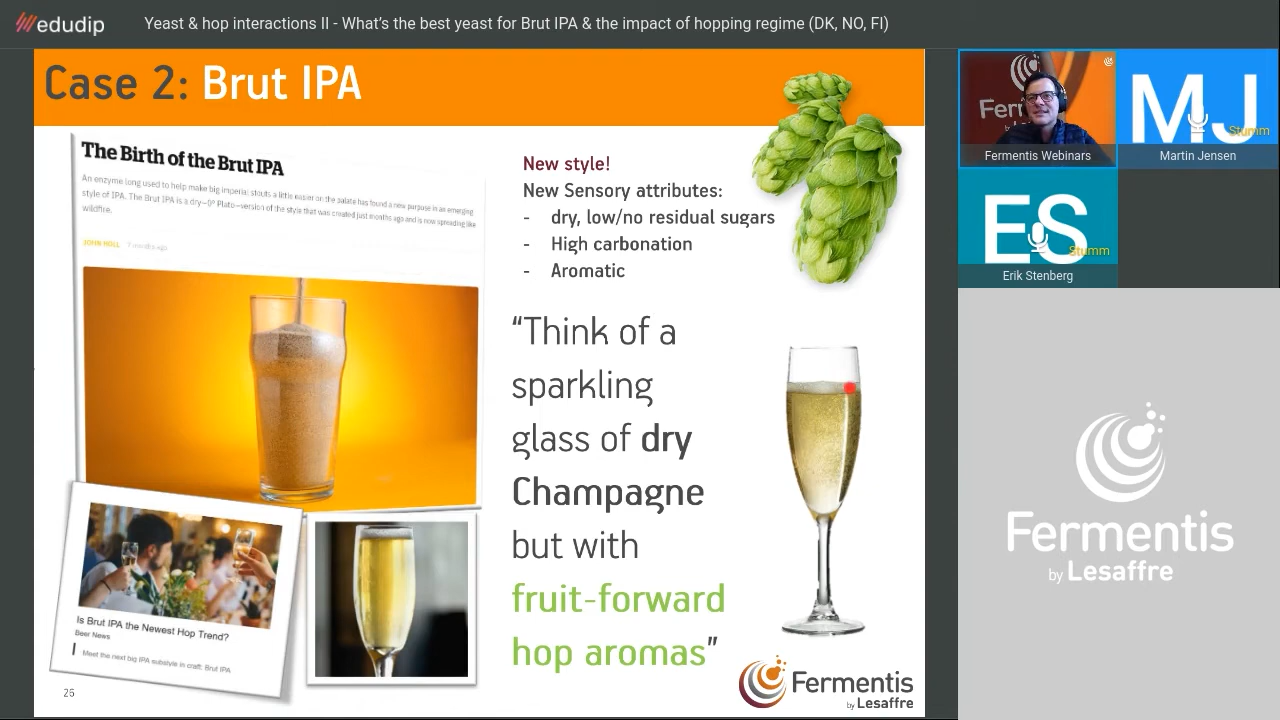 edudip
Yeast & hop interactions II - What's the best yeast for Brut IPA & the impact of hopping regime (DK, NO, FI)
Case 2: Brut IPA
The Birth of the Brut IPA
An enzyme long used to help make big imperial stouts a little easier on the palate has found a new purpose in an emerging
style of IPA. The Brut IPA is a dry—0° Plato—version of the style that was created just months ago and is now spreading like
wildfire.
JOHN HOLL 7 months ago
New style!
New Sensory attributes:
- dry, low/no residual sugars
- High carbonation
- Aromatic
“Think of a
sparkling
glass of dry
Champagne
but with
fruit-forward
hop aromas”
Is Brut IPA the Newest Hop Trend?
Beer News
Meet the next big IPA substyle in craft: Brut IPA
25
Fermentis
by Lesaffre
Fermentis Webinars
MJ
Stumm
Martin Jensen
ES
Stumm
Erik Stenberg
Fermentis
by Lesaffre